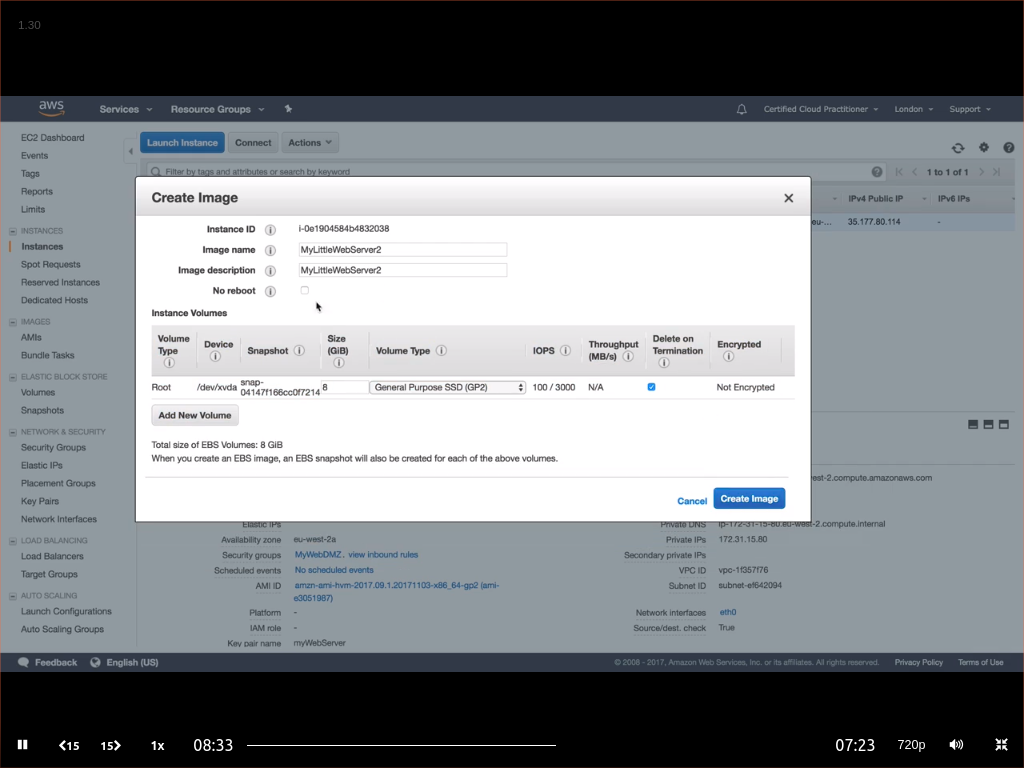 1.30
aws Services Resource Groups Certified Cloud Practitioner London Support
EC2 Dashboard
Events
Tags
Reports
Limits
INSTANCES
Instances
Spot Requests
Reserved Instances
Dedicated Hosts
IMAGES
AMIs
Bundle Tasks
ELASTIC BLOCK STORE
Volumes
Snapshots
NETWORK & SECURITY
Security Groups
Elastic IPs
Placement Groups
Key Pairs
Network Interfaces
LOAD BALANCING
Load Balancers
Target Groups
AUTO SCALING
Launch Configurations
Auto Scaling Groups
Launch Instance Connect Actions
Filter by tags and attributes or search by keyword 1 to 1 of 1
IPv4 Public IP IPv6 IPs
eu-... 35.177.80.114 -
Create Image
Instance ID i-0e1904584b4832038
Image name MyLittleWebServer2
Image description MyLittleWebServer2
No reboot
Instance Volumes
Volume Type Device Snapshot Size (GiB) Volume Type IOPS Throughput (MB/s) Delete on Termination Encrypted
Root /dev/xvda snap-04147f166cc0f7214 8 General Purpose SSD (GP2) 100 / 3000 N/A Not Encrypted
Add New Volume
Total size of EBS Volumes: 8 GiB
When you create an EBS image, an EBS snapshot will also be created for each of the above volumes.
Cancel Create Image
est-2.compute.amazonaws.com
Elastic IPs Private DNS ip-172-31-15-80.eu-west-2.compute.internal
Availability zone eu-west-2a Private IPs 172.31.15.80
Security groups MyWebDMZ. view inbound rules Secondary private IPs
Scheduled events No scheduled events VPC ID vpc-1f357f76
AMI ID amzn-ami-hvm-2017.09.1.20171103-x86_64-gp2 (ami-e3051987) Subnet ID subnet-ef642094
Platform - Network interfaces eth0
IAM role - Source/dest. check True
Key pair name myWebServer
Feedback English (US) © 2008 - 2017, Amazon Web Services, Inc. or its affiliates. All rights reserved. Privacy Policy Terms of Use
15 15 1x 08:33 07:23 720p